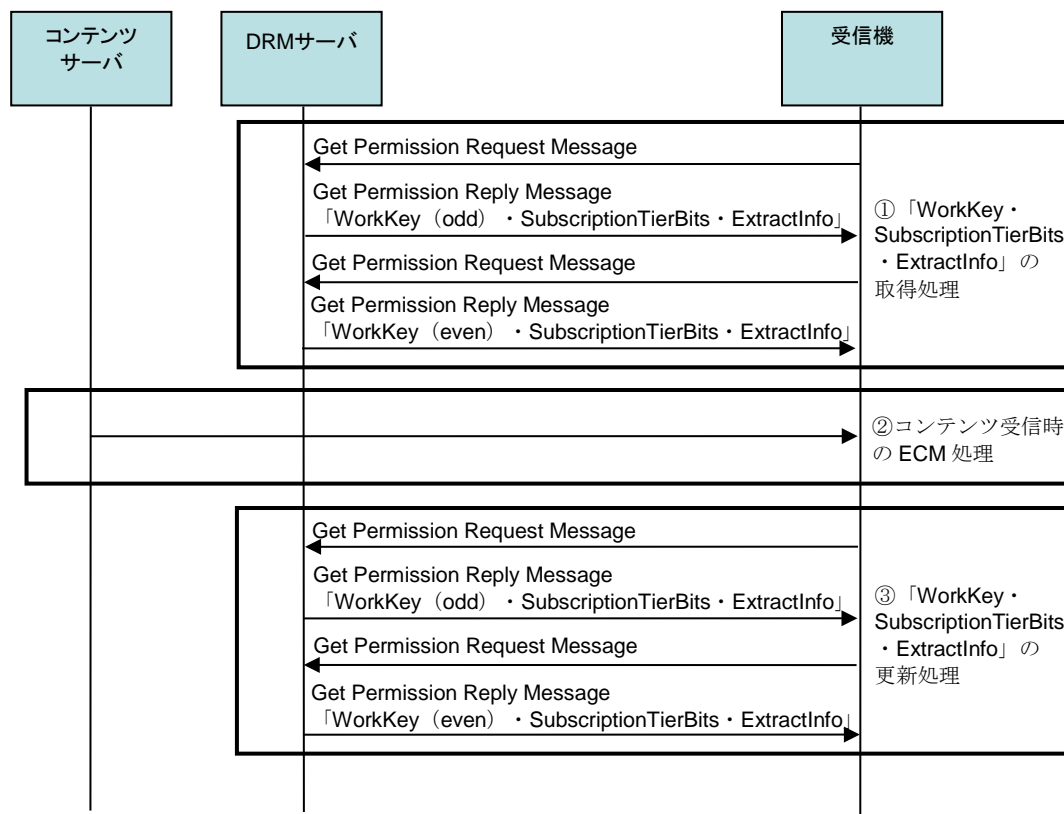 コンテンツ
サーバ
DRMサーバ
受信機
Get Permission Request Message
Get Permission Reply Message
「WorkKey（odd）・SubscriptionTierBits・ExtractInfo」
Get Permission Request Message
Get Permission Reply Message
「WorkKey（even）・SubscriptionTierBits・ExtractInfo」
①「WorkKey・
SubscriptionTierBits
・ExtractInfo」の
取得処理
②コンテンツ受信時
の ECM 処理
Get Permission Request Message
Get Permission Reply Message
「WorkKey（odd）・SubscriptionTierBits・ExtractInfo」
Get Permission Request Message
Get Permission Reply Message
「WorkKey（even）・SubscriptionTierBits・ExtractInfo」
③「WorkKey・
SubscriptionTierBits
・ExtractInfo」の
更新処理